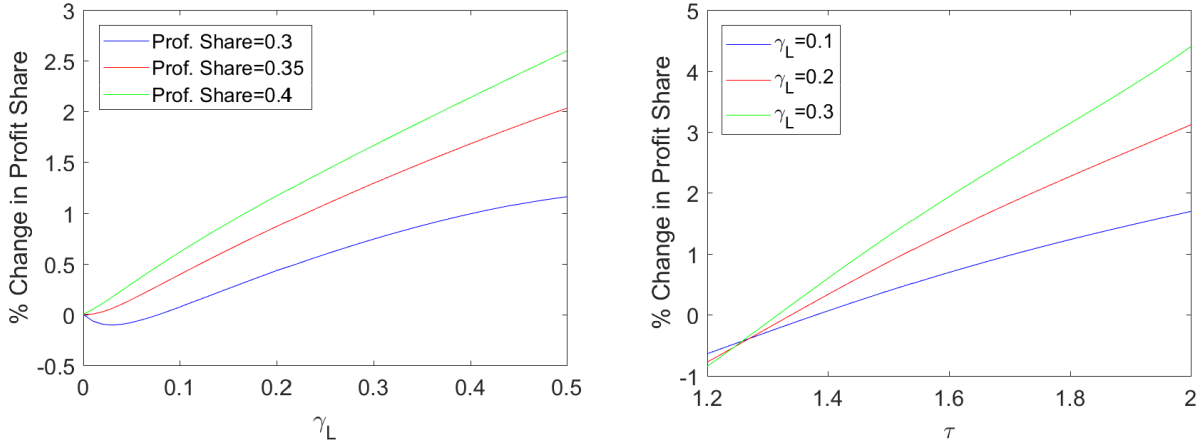 3
2.5
2
1.5
1
0.5
0
-0.5
% Change in Profit Share
Prof. Share=0.3
Prof. Share=0.35
Prof. Share=0.4
0
0.1
0.2
0.3
0.4
0.5
γL
5
4
3
2
1
0
-1
% Change in Profit Share
γL=0.1
γL=0.2
γL=0.3
1.2
1.4
1.6
1.8
2
τ